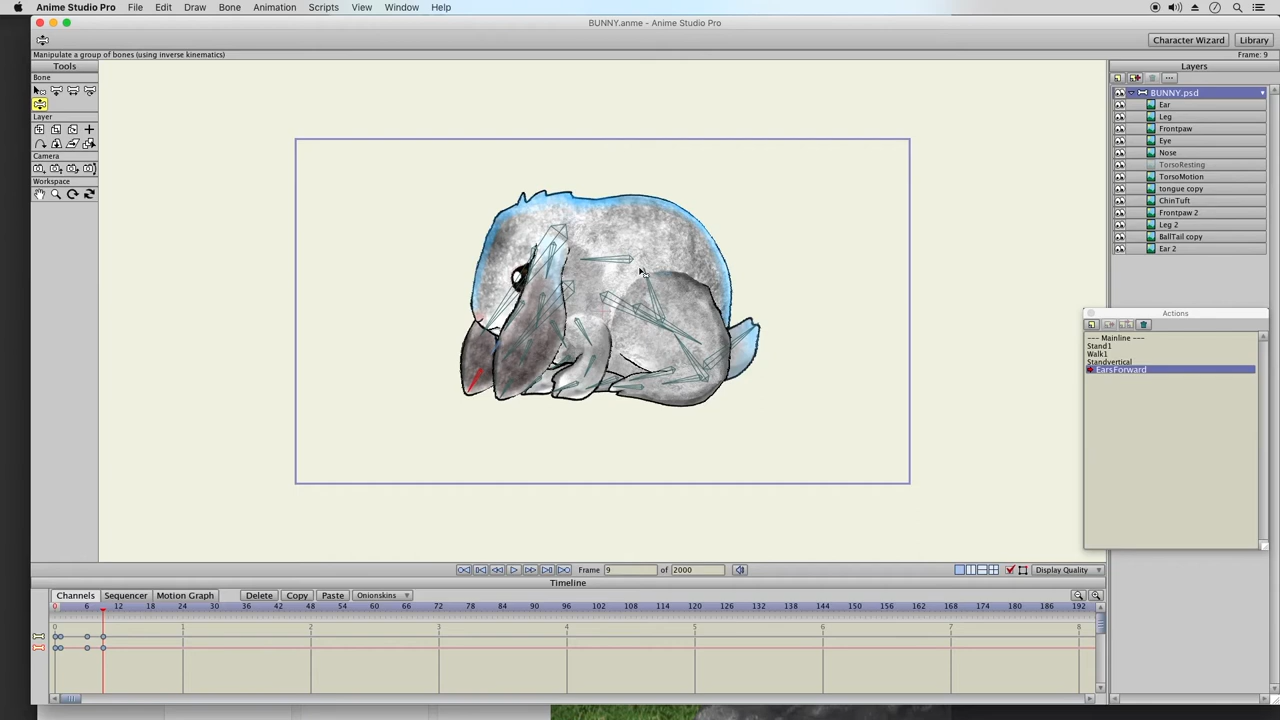 Anime Studio Pro File Edit View Draw Bone Animation Scripts View Window Help
BUNNY.anme - Anime Studio Pro
Character Wizard Library
Manipulate a group of bones (using inverse kinematics) Frame: 9
Tools
Bone
Layer
Camera
Workspace
Layers
BUNNY.psd
Ear
Leg
Frontpaw
Eye
Nose
TorsoResting
TorsoMotion
tongue copy
ChinTuft
Frontpaw 2
Leg 2
BallTail copy
Ear 2
Actions
--- Mainline ---
Stand1
Walk1
Standvertical
EarsForward
Frame 9 of 2000 Display Quality
Timeline
Channels Sequencer Motion Graph Delete Copy Paste Onionskins
0 6 12 18 24 30 36 42 48 54 60 66 72 78 84 90 96 102 108 114 120 126 132 138 144 150 156 162 168 174 180 186 192
0 1 2 3 4 5 6 7 8